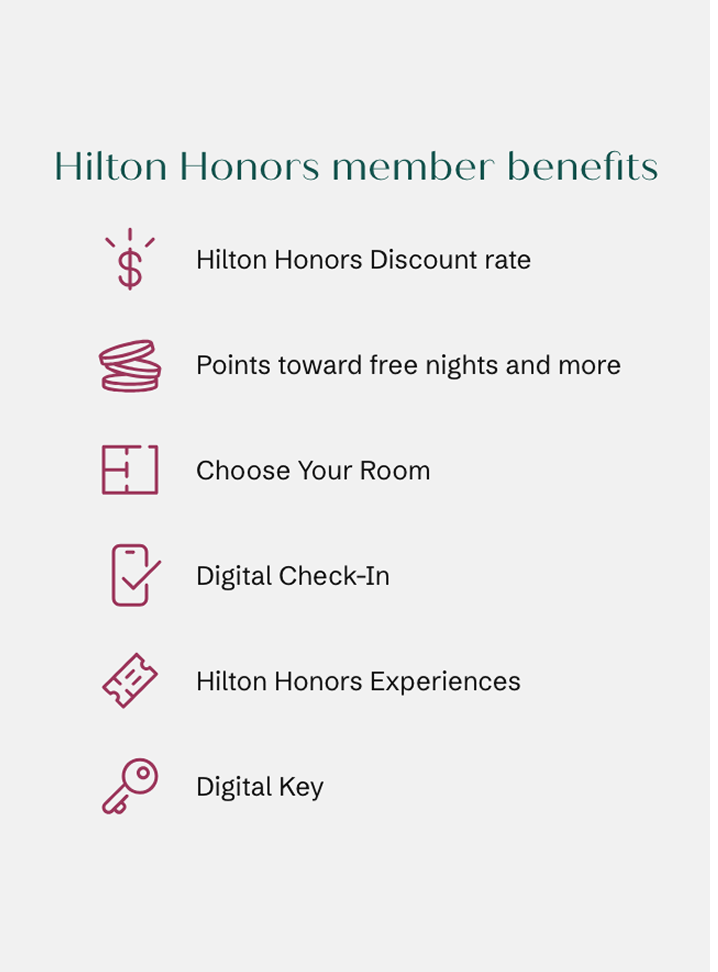 Hilton Honors member benefits
Hilton Honors Discount rate
Points toward free nights and more
Choose Your Room
Digital Check-In
Hilton Honors Experiences
Digital Key